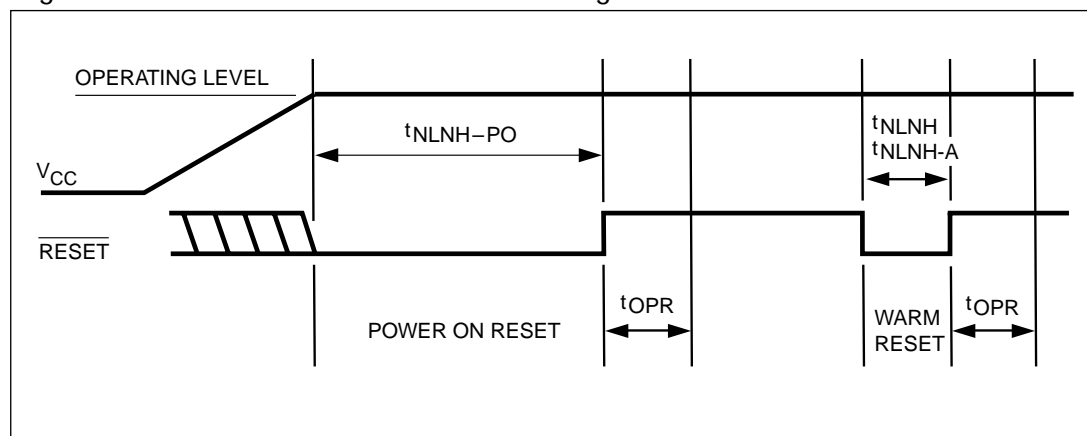 OPERATING LEVEL
tNLNH–PO
tNLNH
tNLNH-A
VCC
RESET
tOPR
tOPR
POWER ON RESET
WARM
RESET